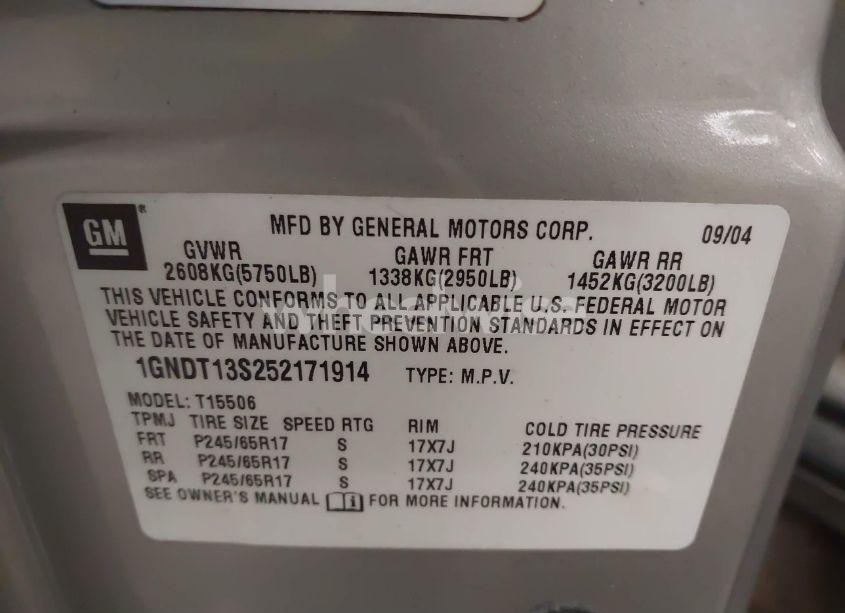 GM®
MFD BY GENERAL MOTORS CORP. 09/04
GVWR GAWR FRT GAWR RR
2608KG(5750LB) 1338KG(2950LB) 1452KG(3200LB)
THIS VEHICLE CONFORMS TO ALL APPLICABLE U.S. FEDERAL MOTOR
VEHICLE SAFETY AND THEFT PREVENTION STANDARDS IN EFFECT ON
THE DATE OF MANUFACTURE SHOWN ABOVE.
1GNDT13S252171914 TYPE: M.P.V.
MODEL: T15506
TPMJ TIRE SIZE SPEED RTG RIM COLD TIRE PRESSURE
FRT P245/65R17 S 17X7J 210KPA(30PSI)
RR P245/65R17 S 17X7J 240KPA(35PSI)
SPA P245/65R17 S 17X7J 240KPA(35PSI)
SEE OWNER'S MANUAL i FOR MORE INFORMATION.